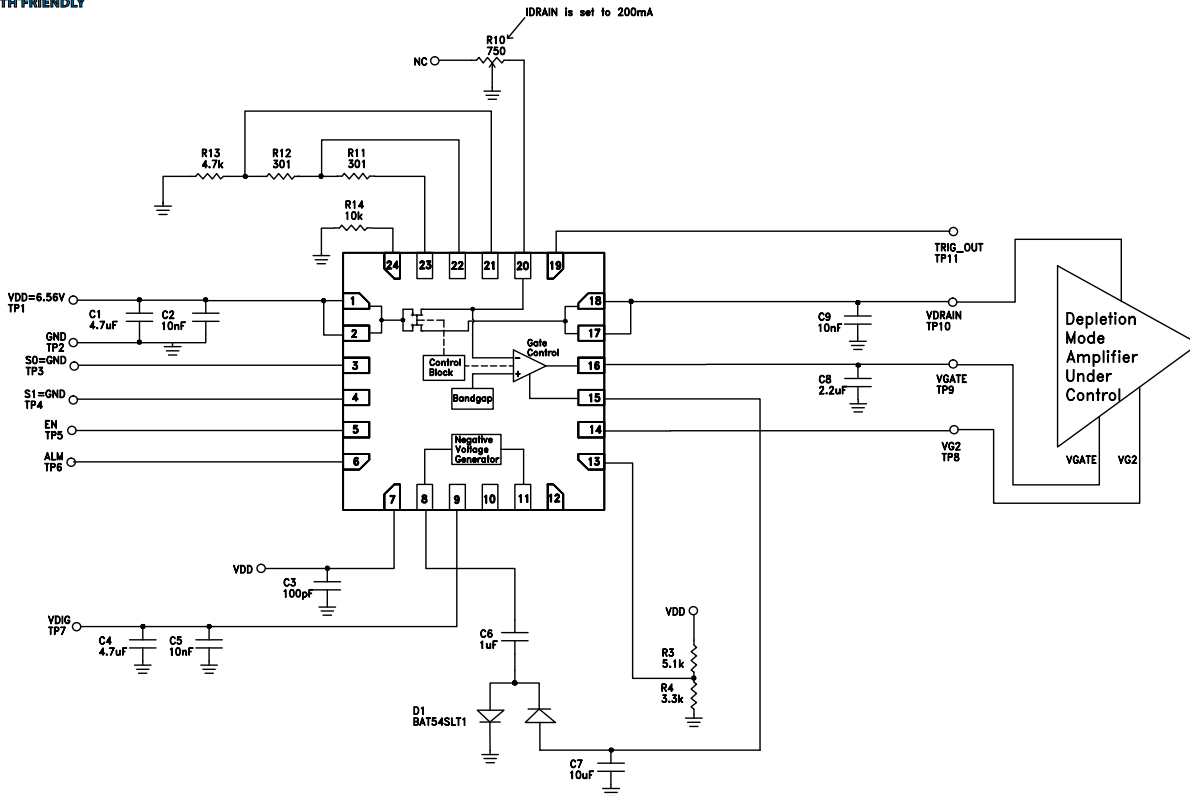 TH FRIENDLY
IDRAIN is set to 200mA
R10
750
NC
R13
4.7k
R12
301
R11
301
R14
10k
24
23
22
21
20
19
TRIG_OUT
TP11
VDD=6.56V
TP1
C1
4.7uF
C2
10nF
GND
TP2
S0=GND
TP3
S1=GND
TP4
EN
TP5
ALM
TP6
1
2
3
4
5
6
Control
Block
Bandgap
Gate
Control
Negative
Voltage
Generator
18
17
16
15
14
13
C9
10nF
VDRAIN
TP10
C8
2.2uF
VGATE
TP9
VG2
TP8
Depletion
Mode
Amplifier
Under
Control
VGATE
VG2
7
8
9
10
11
12
VDD
C3
100pF
VDIG
TP7
C4
4.7uF
C5
10nF
C6
1uF
VDD
R3
5.1k
R4
3.3k
D1
BAT54SLT1
C7
10uF